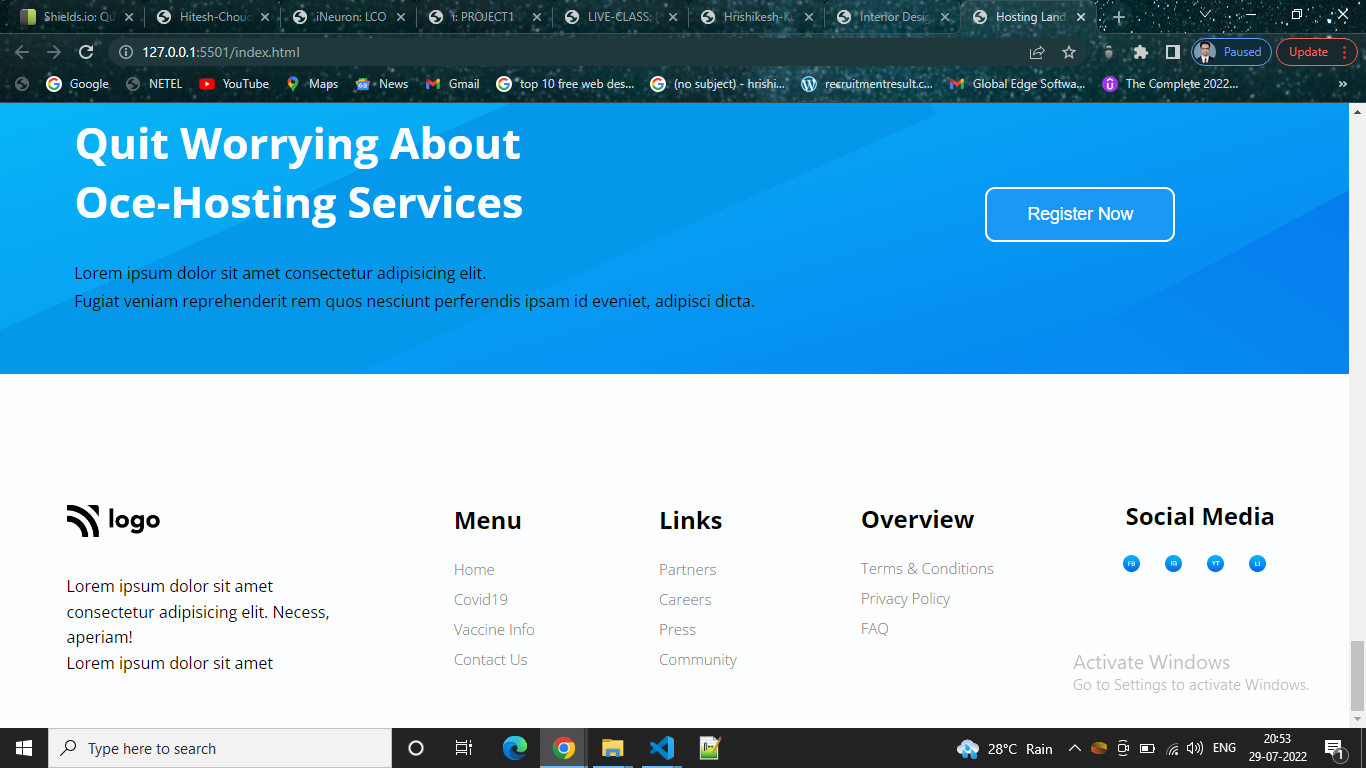 Shields.io: Qu
Hitesh-Chouc
iNeuron: LCO
i: PROJECT1
LIVE-CLASS:
Hrishikesh-K
Interior Desig
Hosting Land
127.0.0.1:5501/index.html
Paused
Update
Google
NETEL
YouTube
Maps
News
Gmail
top 10 free web des...
(no subject) - hrishi...
recruitmentresult.c...
Global Edge Softwa...
The Complete 2022...
Quit Worrying About
Oce-Hosting Services
Register Now
Lorem ipsum dolor sit amet consectetur adipisicing elit.
Fugiat veniam reprehenderit rem quos nesciunt perferendis ipsam id eveniet, adipisci dicta.
logo
Lorem ipsum dolor sit amet
consectetur adipisicing elit. Necess,
aperiam!
Lorem ipsum dolor sit amet
Menu
Home
Covid19
Vaccine Info
Contact Us
Links
Partners
Careers
Press
Community
Overview
Terms & Conditions
Privacy Policy
FAQ
Social Media
FB IG YT LI
Activate Windows
Go to Settings to activate Windows.
Type here to search
28°C Rain
ENG
20:53
29-07-2022
1